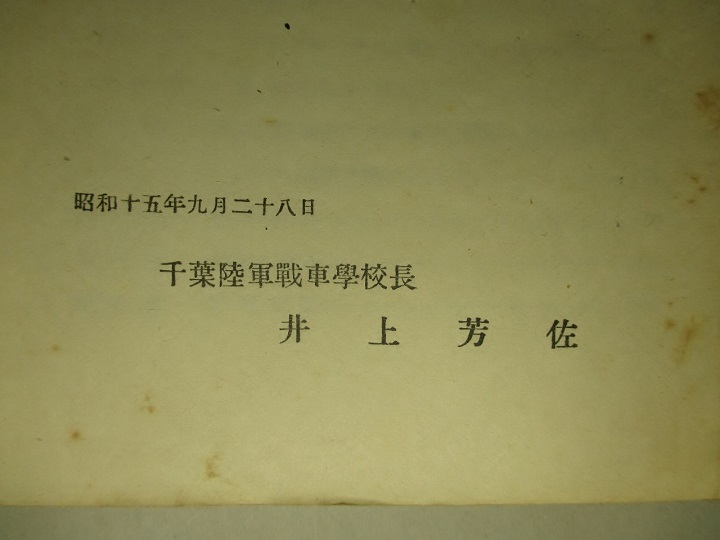 昭和十五年九月二十八日
千葉陸軍戰車學校長
井上芳佐